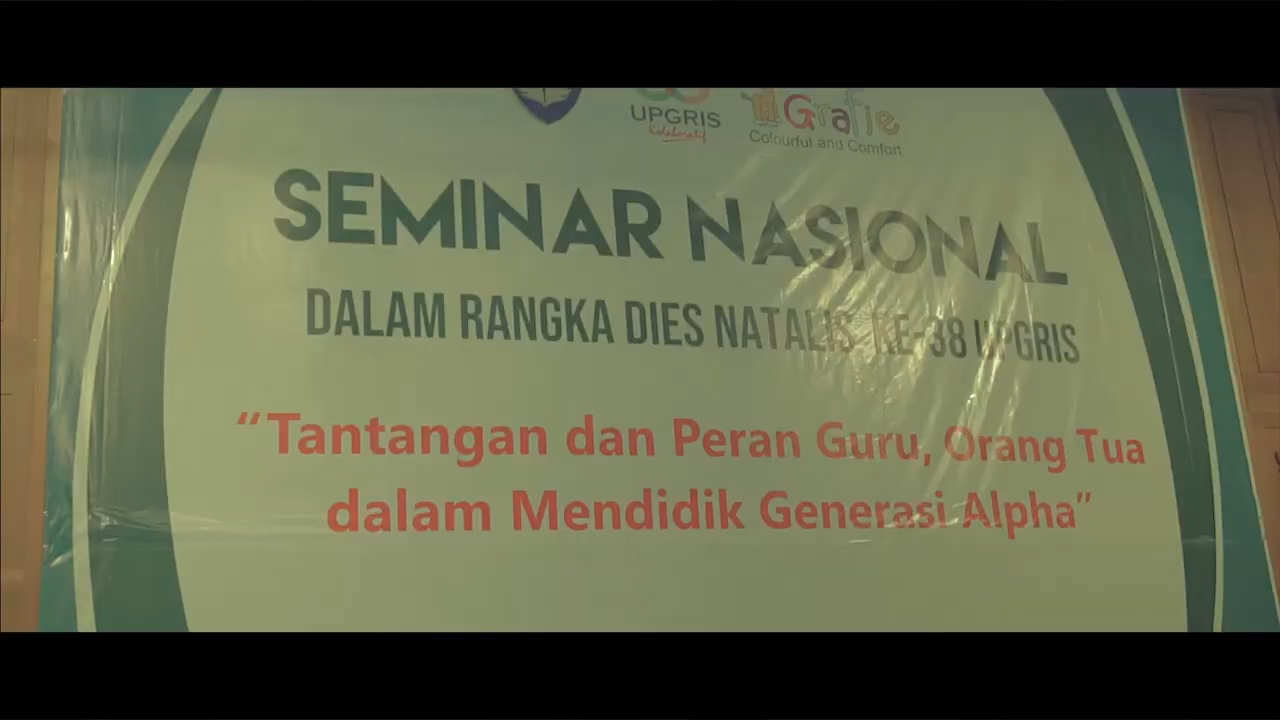 UPGRIS
Kolaboratif
Grafie
Colourful and Comfort
SEMINAR NASIONAL
DALAM RANGKA DIES NATALIS KE-38 UPGRIS
“Tantangan dan Peran Guru, Orang Tua
dalam Mendidik Generasi Alpha”